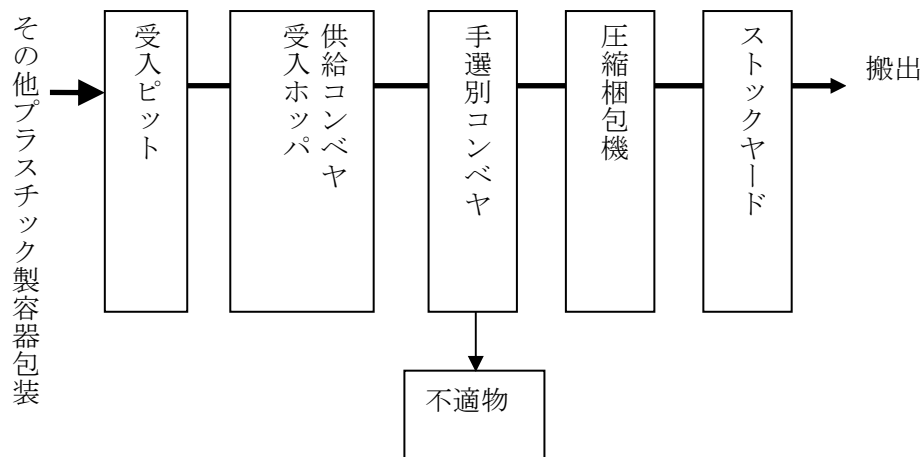 その他プラスチック製容器包装
受入ピット
供給コンベヤ
受入ホッパ
手選別コンベヤ
圧縮梱包機
ストックヤード
搬出
不適物